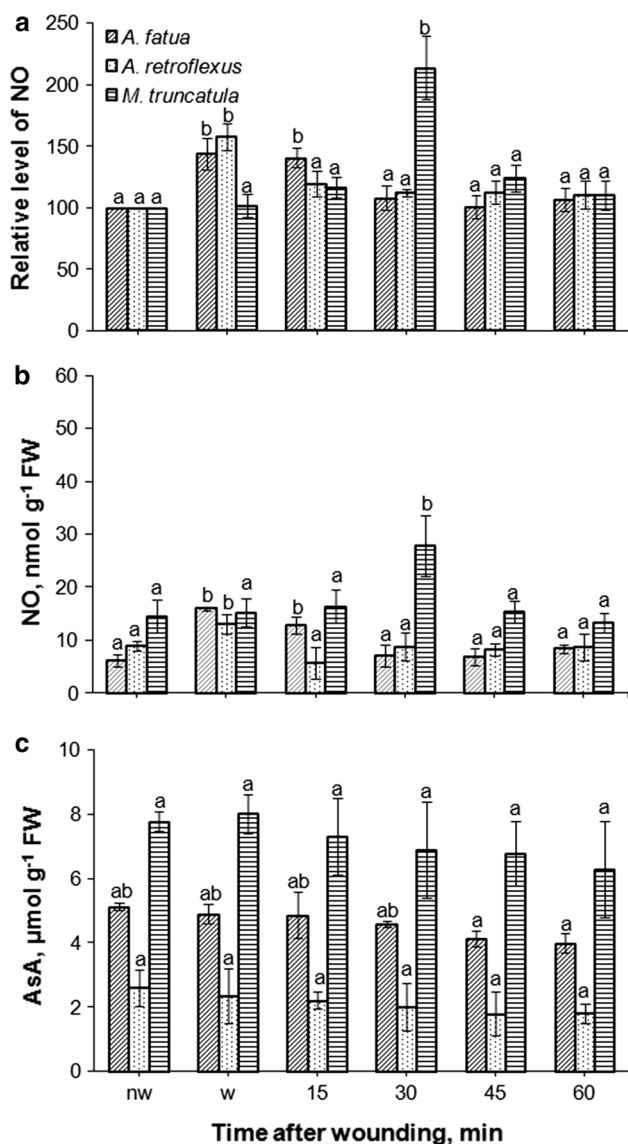 a
Relative level of NO
250
200
150
100
50
0
A. fatua
A. retroflexus
M. truncatula
a a a b b a b a a a a b a a a a a a
b
NO, nmol g⁻¹ FW
60
50
40
30
20
10
0
a a a b b a b a a a a b a a a a a a
c
AsA, µmol g⁻¹ FW
10
8
6
4
2
0
ab a a ab a a ab a a ab a a a a a a a a
nw w 15 30 45 60
Time after wounding, min